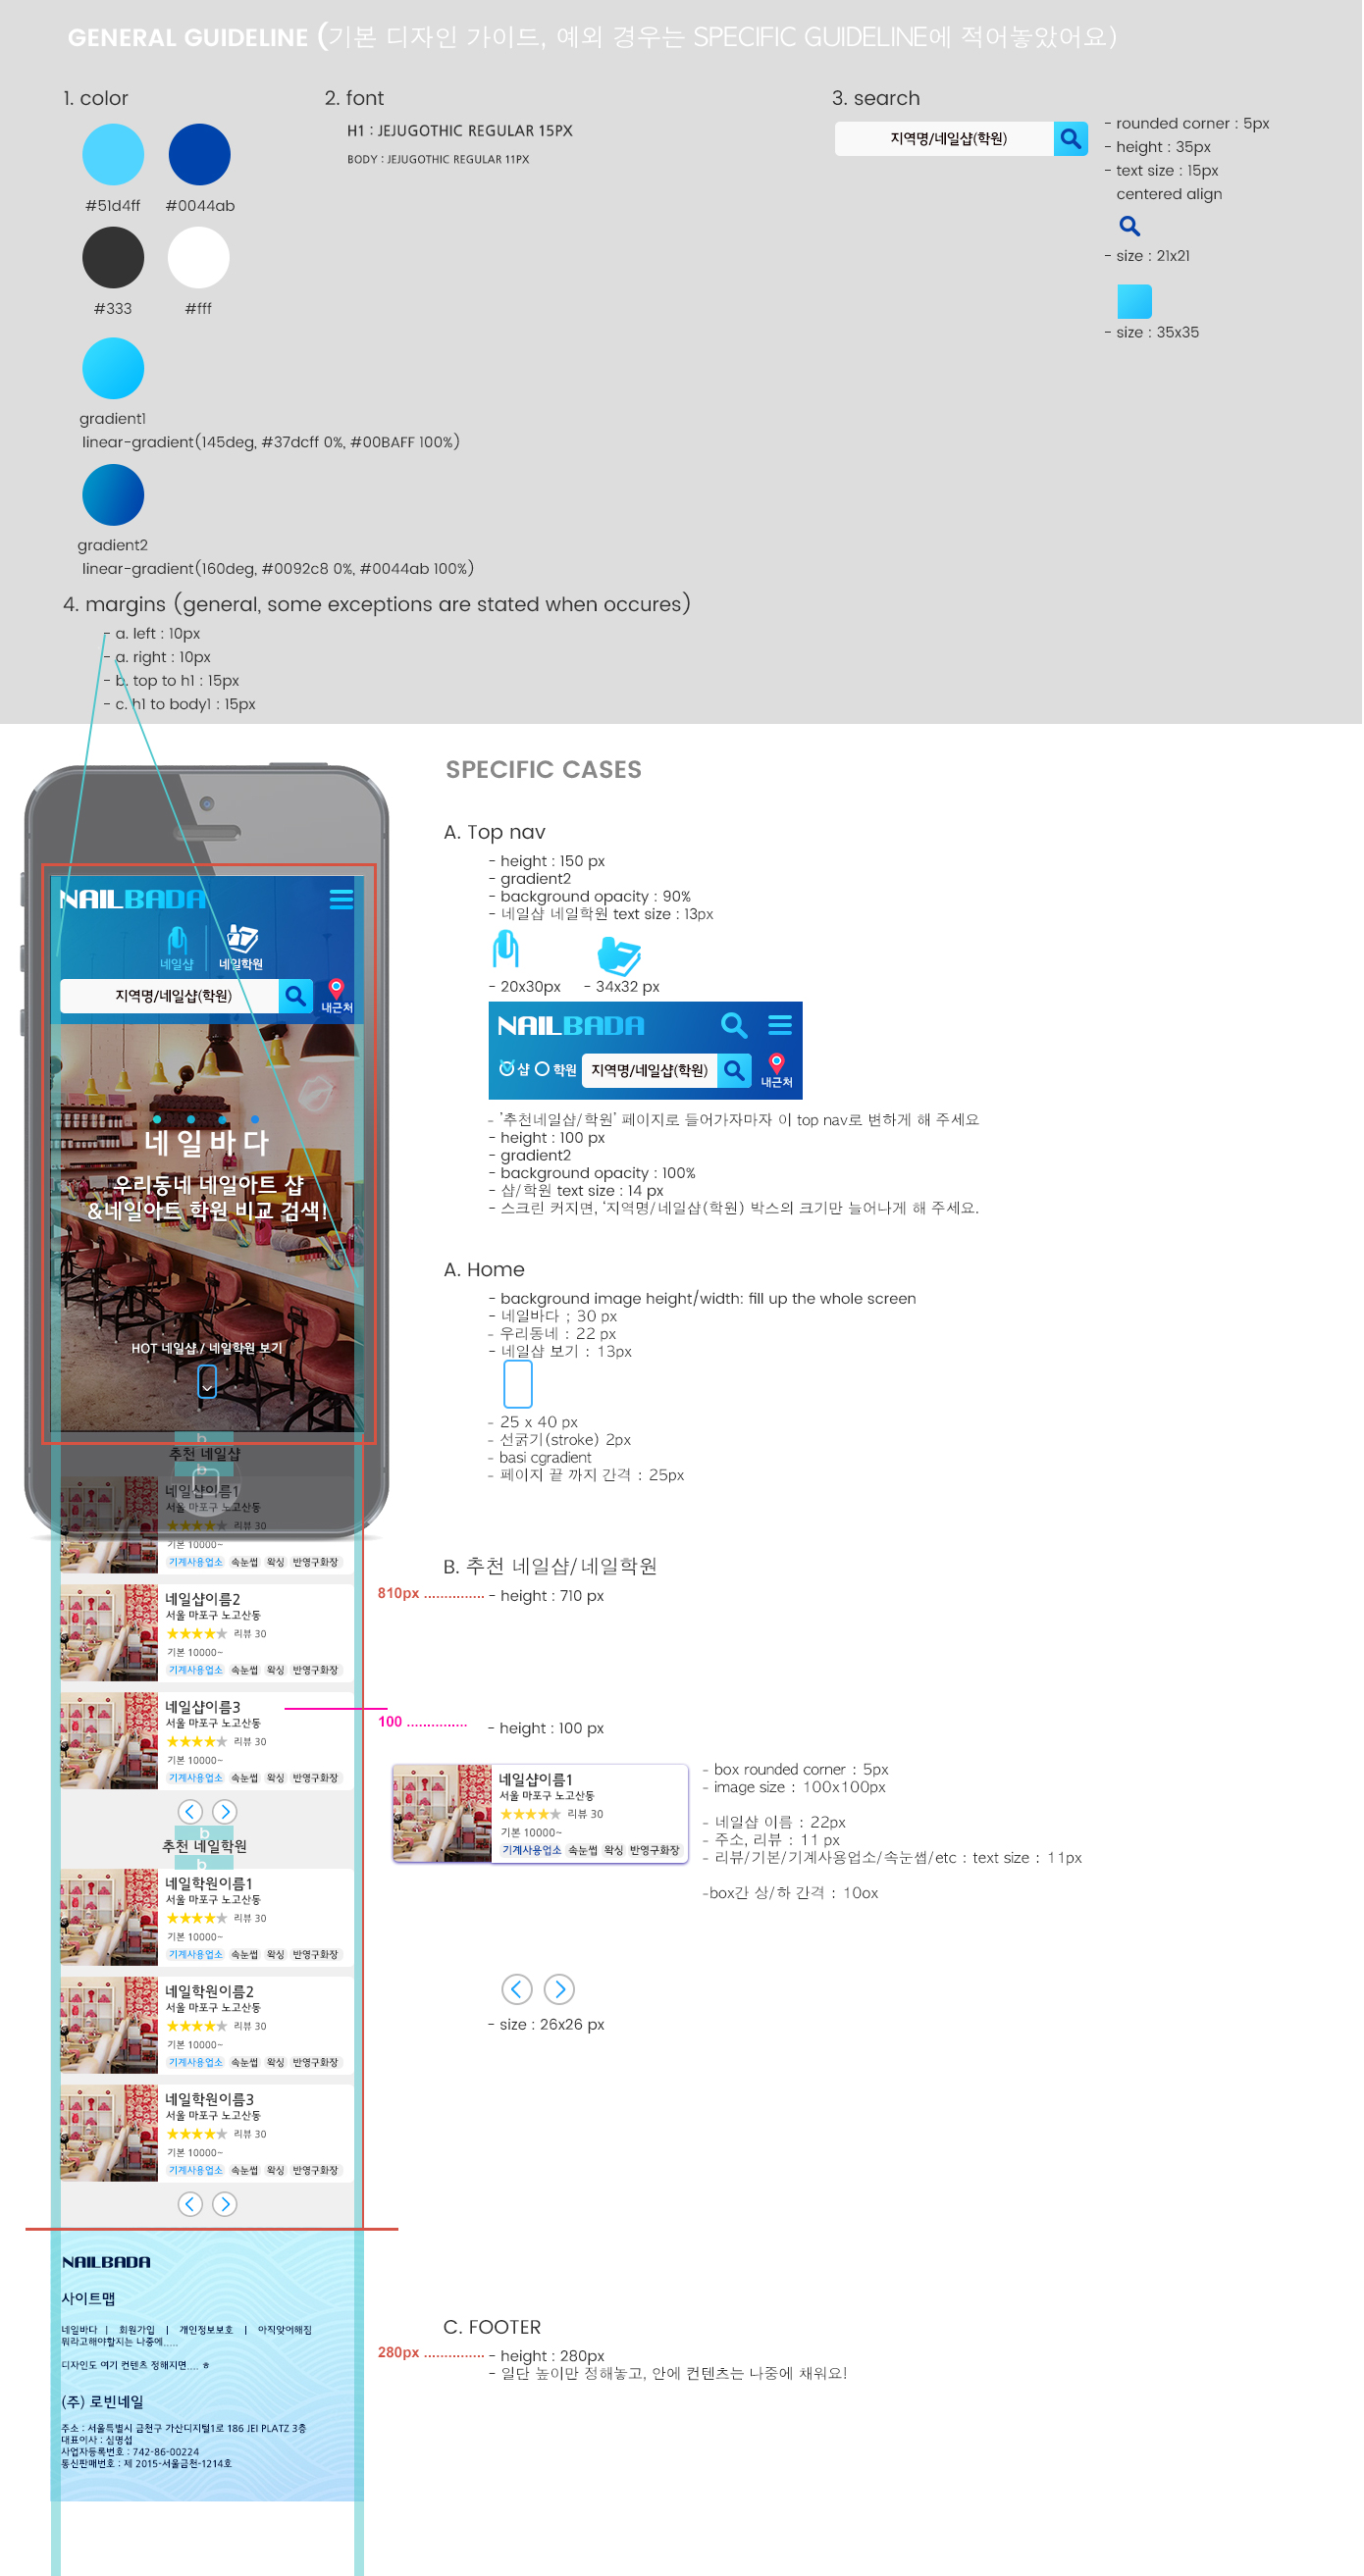 GENERAL GUIDELINE (기본 디자인 가이드, 예외 경우는 SPECIFIC GUIDELINE에 적어놓았어요)
1. color
#51d4ff #0044ab
#333 #fff
gradient1
linear-gradient(145deg, #37dcff 0%, #00BAFF 100%)
gradient2
linear-gradient(160deg, #0092c8 0%, #0044ab 100%)
2. font
H1 : JEJUGOTHIC REGULAR 15PX
BODY : JEJUGOTHIC REGULAR 11PX
3. search
지역명/네일샵(학원)
- rounded corner : 5px
- height : 35px
- text size : 15px
centered align
- size : 21x21
- size : 35x35
4. margins (general, some exceptions are stated when occures)
- a. left : 10px
- a. right : 10px
- b. top to h1 : 15px
- c. h1 to body1 : 15px
NAILBADA
네일샵 네일학원
지역명/네일샵(학원) 내근처
네일바다
우리동네 네일아트 샵
&네일아트 학원 비교 검색!
HOT 네일샵 / 네일학원 보기
b
추천 네일샵
b
네일샵이름1
서울 마포구 노고산동
리뷰 30
기본 10000~
기계사용업소 속눈썹 왁싱 반영구화장
네일샵이름2
서울 마포구 노고산동
리뷰 30
기본 10000~
기계사용업소 속눈썹 왁싱 반영구화장
네일샵이름3
서울 마포구 노고산동
리뷰 30
기본 10000~
기계사용업소 속눈썹 왁싱 반영구화장
b
추천 네일학원
b
네일학원이름1
서울 마포구 노고산동
리뷰 30
기본 10000~
기계사용업소 속눈썹 왁싱 반영구화장
네일학원이름2
서울 마포구 노고산동
리뷰 30
기본 10000~
기계사용업소 속눈썹 왁싱 반영구화장
네일학원이름3
서울 마포구 노고산동
리뷰 30
기본 10000~
기계사용업소 속눈썹 왁싱 반영구화장
NAILBADA
사이트맵
네일바다 | 회원가입 | 개인정보보호 | 아직앚어해짐
뭐라고해야할지는 나중에.....
디자인도 여기 컨텐츠 정해지면.... ㅎ
(주) 로빈네일
주소 : 서울특별시 금천구 가산디지털1로 186 JEI PLATZ 3층
대표이사 : 심명섭
사업자등록번호 : 742-86-00224
통신판매번호 : 제 2015-서울금천-1214호
SPECIFIC CASES
A. Top nav
- height : 150 px
- gradient2
- background opacity : 90%
- 네일샵 네일학원 text size : 13px
- 20x30px - 34x32 px
NAILBADA
샵 학원 지역명/네일샵(학원) 내근처
- '추천네일샵/학원' 페이지로 들어가자마자 이 top nav로 변하게 해 주세요
- height : 100 px
- gradient2
- background opacity : 100%
- 샵/학원 text size : 14 px
- 스크린 커지면, '지역명/네일샵(학원) 박스의 크기만 늘어나게 해 주세요.
A. Home
- background image height/width: fill up the whole screen
- 네일바다 ; 30 px
- 우리동네 : 22 px
- 네일샵 보기 : 13px
- 25 x 40 px
- 선굵기(stroke) 2px
- basi cgradient
- 페이지 끝 까지 간격 : 25px
B. 추천 네일샵/네일학원
810px ............... - height : 710 px
100 ............... - height : 100 px
네일샵이름1
서울 마포구 노고산동
리뷰 30
기본 10000~
기계사용업소 속눈썹 왁싱 반영구화장
- box rounded corner : 5px
- image size : 100x100px
- 네일샵 이름 : 22px
- 주소, 리뷰 : 11 px
- 리뷰/기본/기계사용업소/속눈썹/etc : text size : 11px
-box간 상/하 간격 : 10ox
- size : 26x26 px
C. FOOTER
280px ............... - height : 280px
- 일단 높이만 정해놓고, 안에 컨텐츠는 나중에 채워요!